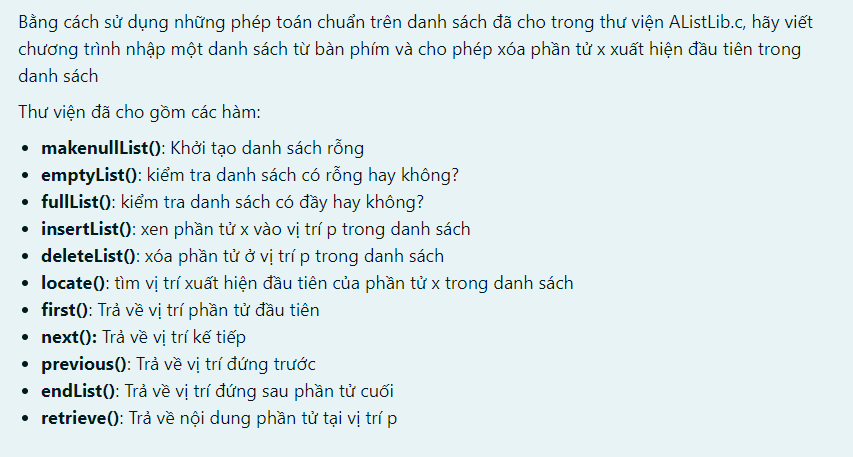 Bằng cách sử dụng những phép toán chuẩn trên danh sách đã cho trong thư viện AListLib.c, hãy viết
chương trình nhập một danh sách từ bàn phím và cho phép xóa phần tử x xuất hiện đầu tiên trong
danh sách
Thư viện đã cho gồm các hàm:
• makenullList(): Khởi tạo danh sách rỗng
• emptyList(): kiểm tra danh sách có rỗng hay không?
• fullList(): kiểm tra danh sách có đầy hay không?
• insertList(): xen phần tử x vào vị trí p trong danh sách
• deleteList(): xóa phần tử ở vị trí p trong danh sách
• locate(): tìm vị trí xuất hiện đầu tiên của phần tử x trong danh sách
• first(): Trả về vị trí phần tử đầu tiên
• next(): Trả về vị trí kế tiếp
• previous(): Trả về vị trí đứng trước
• endList(): Trả về vị trí đứng sau phần tử cuối
• retrieve(): Trả về nội dung phần tử tại vị trí p